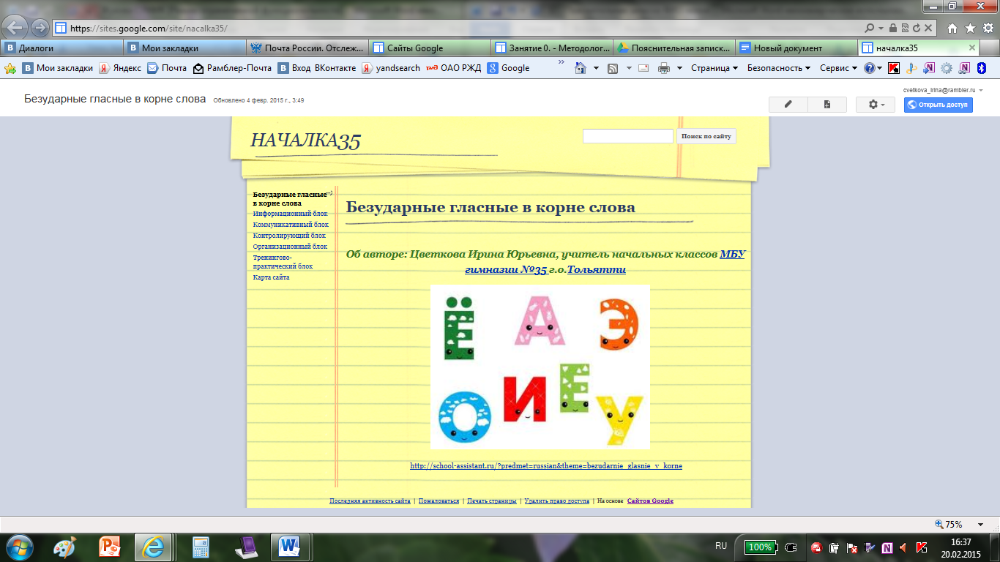 https://sites.google.com/site/nacalka35/
Диалоги
Мои закладки
Почта России. Отслеж...
Сайты Google
Занятие 0. - Методолог...
Пояснительная записк...
Новый документ
началка35
Мои закладки
Яндекс
Почта
Рамблер-Почта
Вход ВКонтакте
yandsearch
ОАО РЖД
Google
Страница
Безопасность
Сервис
Безударные гласные в корне слова
Обновлено 4 февр. 2015 г., 3:49
cvetkova_irina@rambler.ru
Открыть доступ
НАЧАЛКА35
Поиск по сайту
Безударные гласные
в корне слова
Информационный блок
Коммуникативный блок
Контролирующий блок
Организационный блок
Тренингово-
практический блок
Карта сайта
Безударные гласные в корне слова
Об авторе: Цветкова Ирина Юрьевна, учитель начальных классов МБУ
гимназии №35 г.о.Тольятти
Ё А Э
О И Е У
http://school-assistant.ru/?predmet=russian&theme=bezudarnie_glasnie_v_korne
Последняя активность сайта | Пожаловаться | Печать страницы | Удалить право доступа | На основе Сайтов Google
75%
RU
100%
16:37
20.02.2015